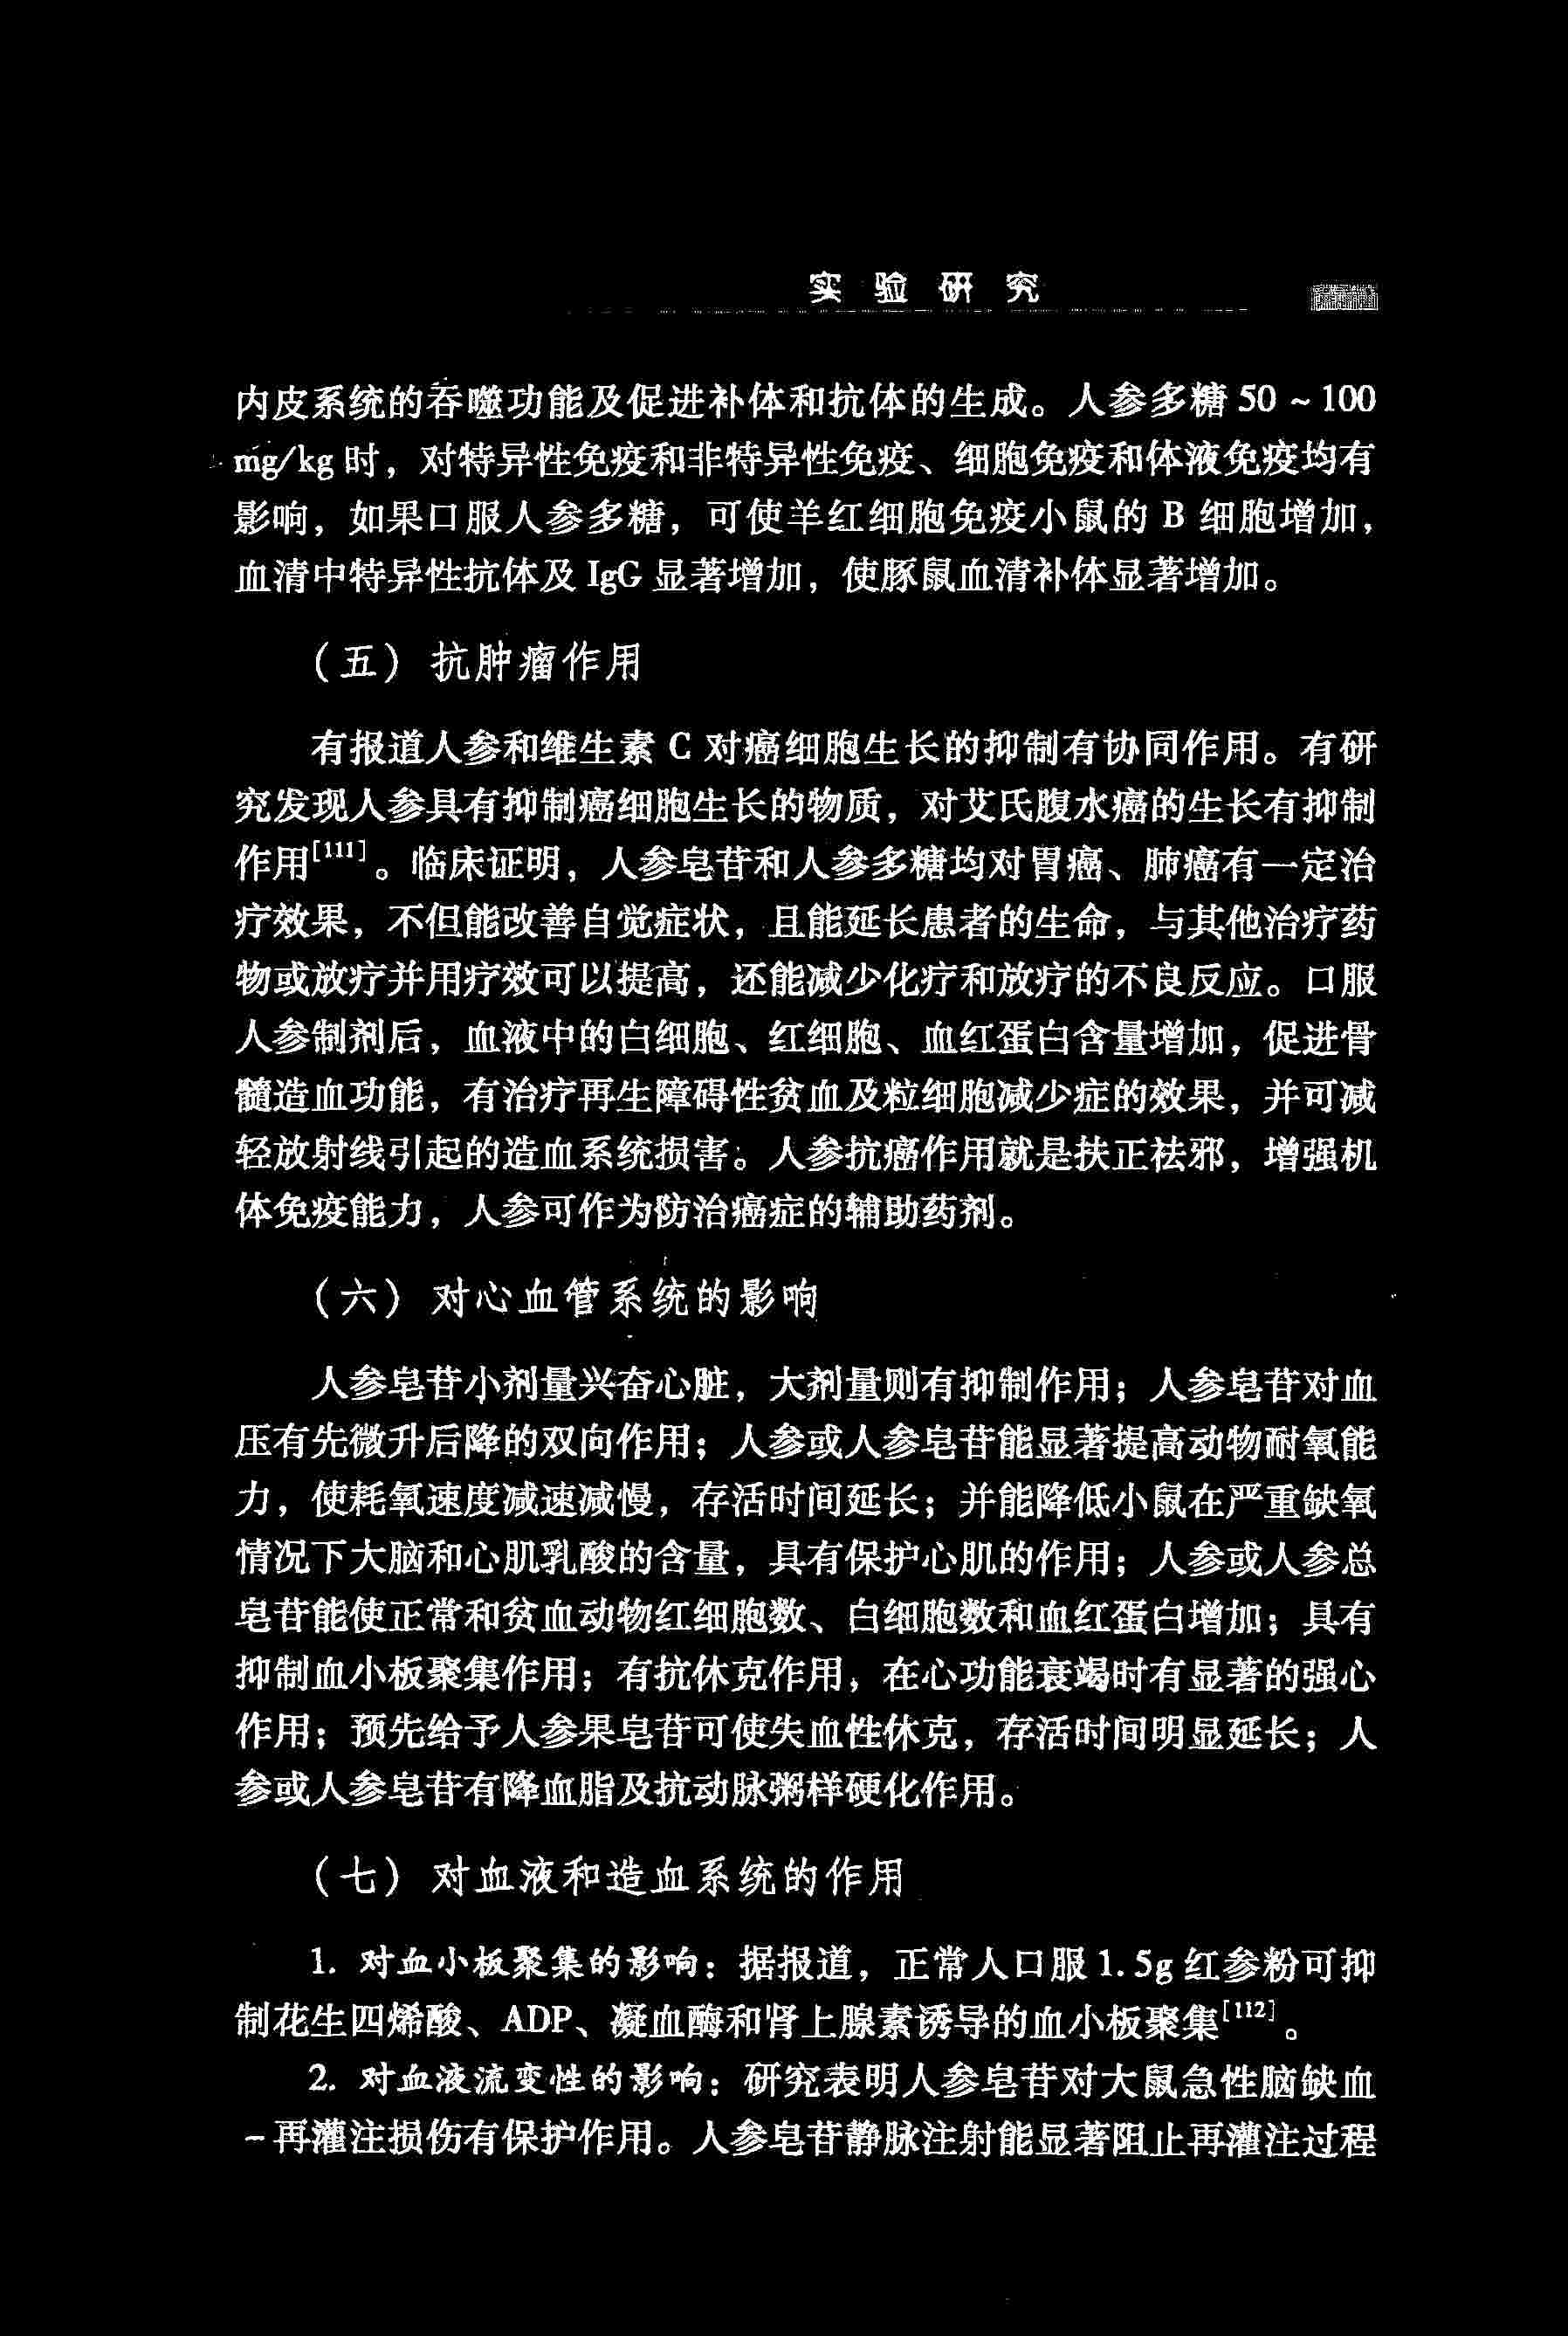 实验研究
内皮系统的吞噬功能及促进补体和抗体的生成。人参多糖50~100
mg/kg时，对特异性免疫和非特异性免疫、细胞免疫和体液免疫均有
影响，如果口服人参多糖，可使羊红细胞免疫小鼠的B细胞增加，
血清中特异性抗体及IgG显著增加，使豚鼠血清补体显著增加。
（五）抗肿瘤作用
有报道人参和维生素C对癌细胞生长的抑制有协同作用。有研
究发现人参具有抑制癌细胞生长的物质，对艾氏腹水癌的生长有抑制
作用[111]。临床证明，人参皂苷和人参多糖均对胃癌、肺癌有一定治
疗效果，不但能改善自觉症状，且能延长患者的生命，与其他治疗药
物或放疗并用疗效可以提高，还能减少化疗和放疗的不良反应。口服
人参制剂后，血液中的白细胞、红细胞、血红蛋白含量增加，促进骨
髓造血功能，有治疗再生障碍性贫血及粒细胞减少症的效果，并可减
轻放射线引起的造血系统损害。人参抗癌作用就是扶正祛邪，增强机
体免疫能力，人参可作为防治癌症的辅助药剂。
（六）对心血管系统的影响
人参皂苷小剂量兴奋心脏，大剂量则有抑制作用；人参皂苷对血
压有先微升后降的双向作用；人参或人参皂苷能显著提高动物耐氧能
力，使耗氧速度减速减慢，存活时间延长；并能降低小鼠在严重缺氧
情况下大脑和心肌乳酸的含量，具有保护心肌的作用；人参或人参总
皂苷能使正常和贫血动物红细胞数、白细胞数和血红蛋白增加；具有
抑制血小板聚集作用；有抗休克作用，在心功能衰竭时有显著的强心
作用；预先给予人参果皂苷可使失血性休克，存活时间明显延长；人
参或人参皂苷有降血脂及抗动脉粥样硬化作用。
（七）对血液和造血系统的作用
1. 对血小板聚集的影响：据报道，正常人口服1.5g红参粉可抑
制花生四烯酸、ADP、凝血酶和肾上腺素诱导的血小板聚集[112]。
2. 对血液流变性的影响：研究表明人参皂苷对大鼠急性脑缺血
-再灌注损伤有保护作用。人参皂苷静脉注射能显著阻止再灌注过程